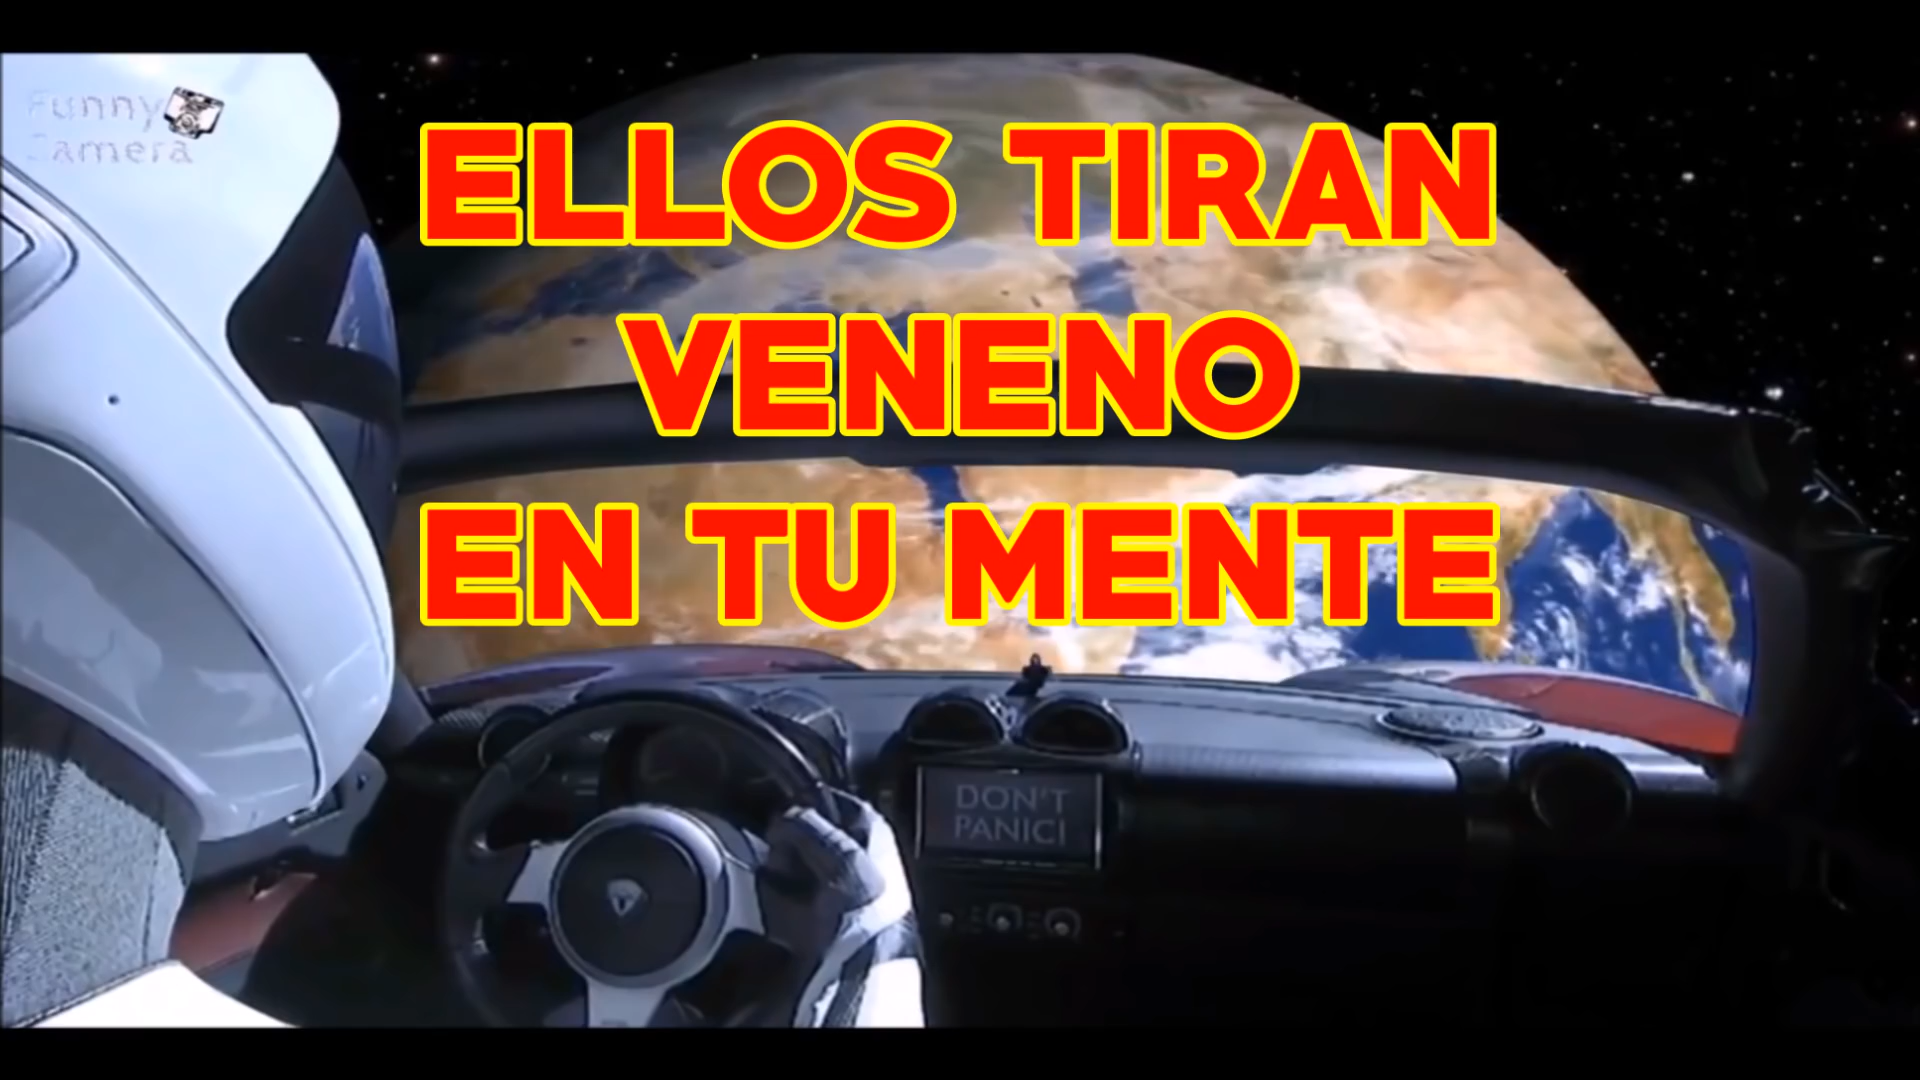 Funny
Camera
ELLOS TIRAN
VENENO
EN TU MENTE
DON'T
PANIC!